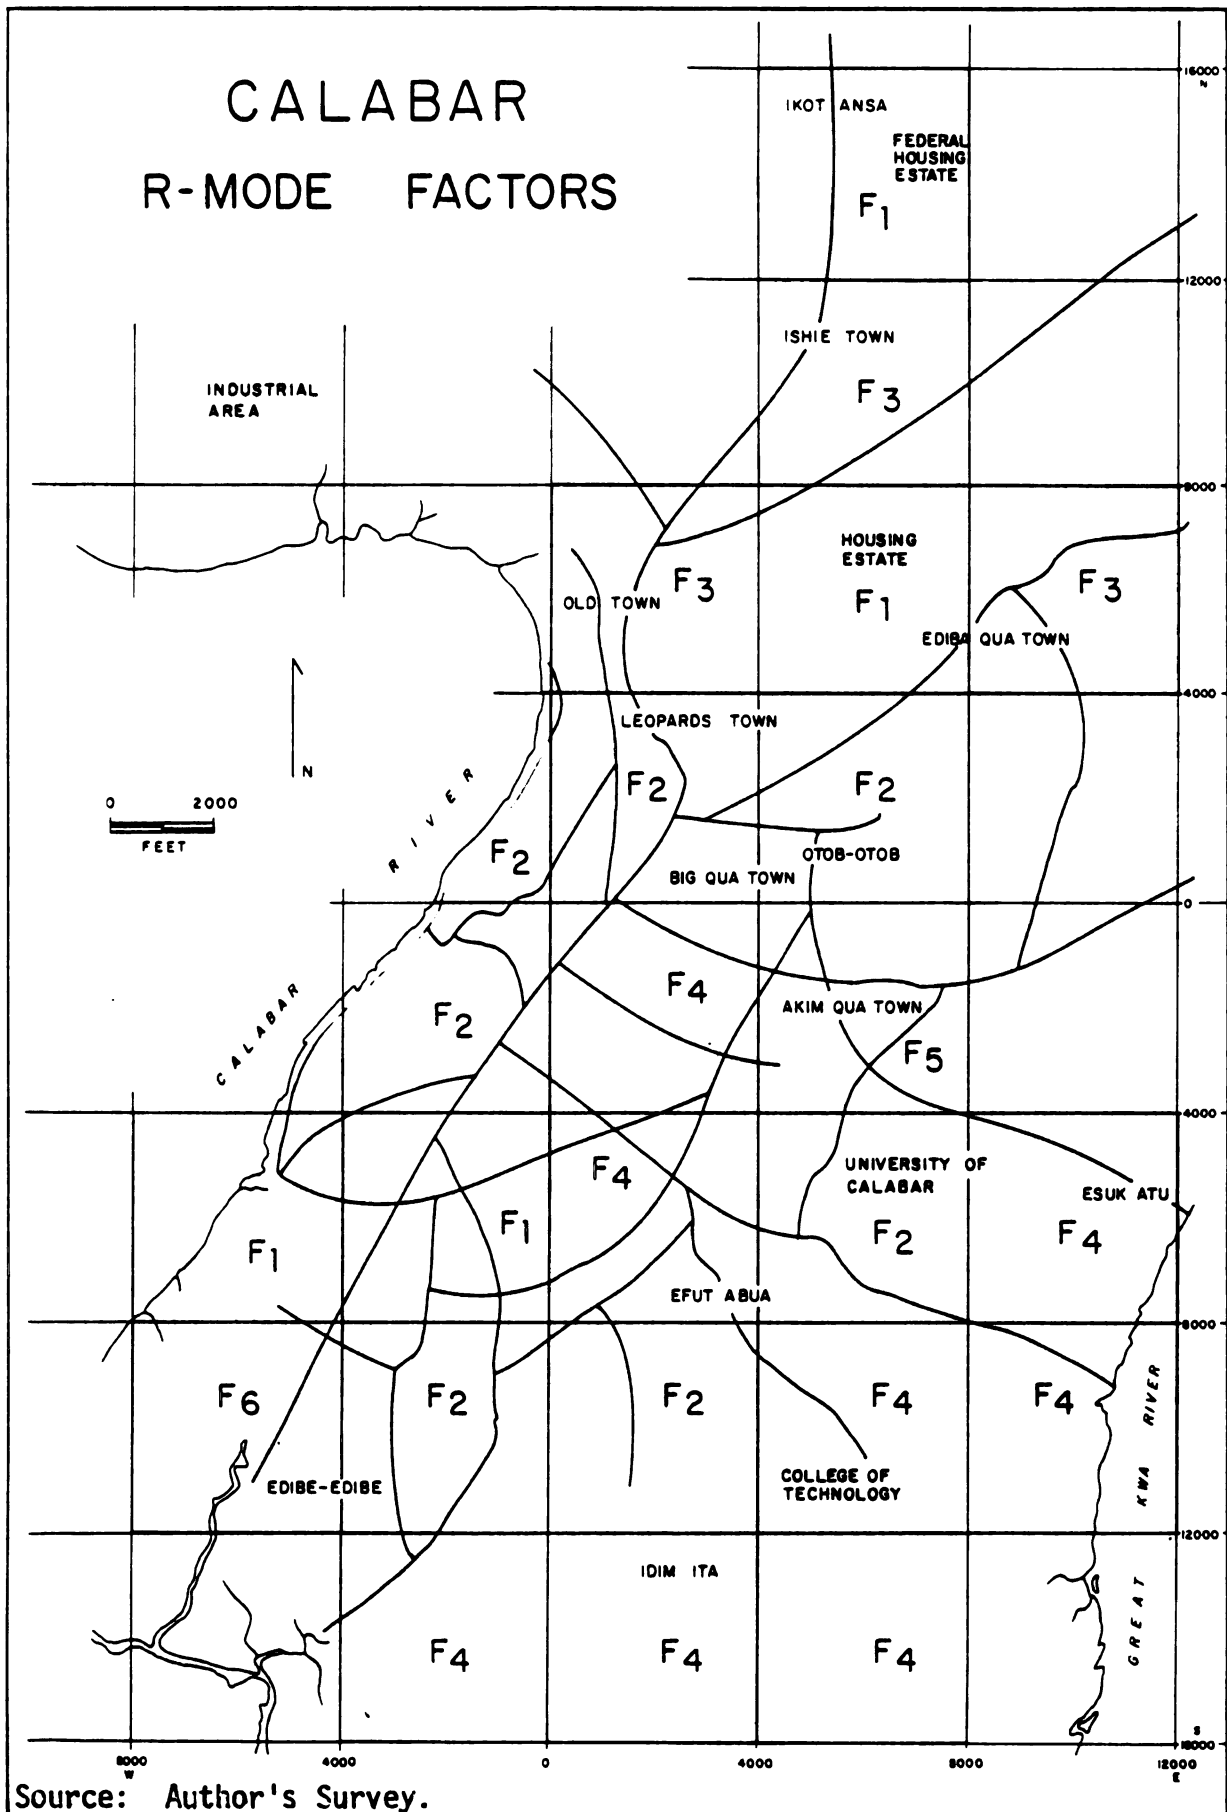 CALABAR
R-MODE FACTORS
16000
N
IKOT ANSA
FEDERAL
HOUSING
ESTATE
F1
12000
ISHIE TOWN
INDUSTRIAL
AREA
F3
8000
HOUSING
ESTATE
F3
F1
F3
OLD TOWN
EDIBA QUA TOWN
4000
LEOPARDS TOWN
N
0 2000
FEET
F2
F2
F2
OTOB-OTOB
BIG QUA TOWN
0
CALABAR RIVER
F4
AKIM QUA TOWN
F2
F5
4000
F4
UNIVERSITY OF
CALABAR
ESUK ATU
F1
F1
F2
F4
EFUT ABUA
8000
F6
F2
F2
F4
F4
EDIBE-EDIBE
COLLEGE OF
TECHNOLOGY
GREAT KWA RIVER
12000
IDIM ITA
F4
F4
F4
S
16000
8000
W
4000
0
4000
8000
12000
E
Source: Author's Survey.